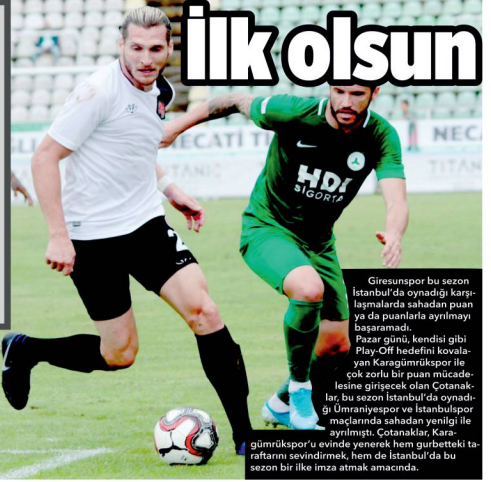 İlk olsun
NECATİ
NECATİ E
TITANIC
TITANIC
HDI
SIGORTA
2
Giresunspor bu sezon
İstanbul'da oynadığı karşı-
laşmalarda sahadan puan
ya da puanlarla ayrılmayı
başaramadı.
Pazar günü, kendisi gibi
Play-Off hedefini kovala-
yan Karagümrükspor ile
çok zorlu bir puan mücade-
lesine girişecek olan Çotanak-
lar, bu sezon İstanbul'da oynadı-
ğı Ümraniyespor ve İstanbulspor
maçlarında sahadan yenilgi ile
ayrılmıştı. Çotanaklar, Kara-
gümrükspor'u evinde yenerek hem gurbetteki ta-
raftarını sevindirmek, hem de İstanbul'da bu
sezon bir ilke imza atmak amacında.